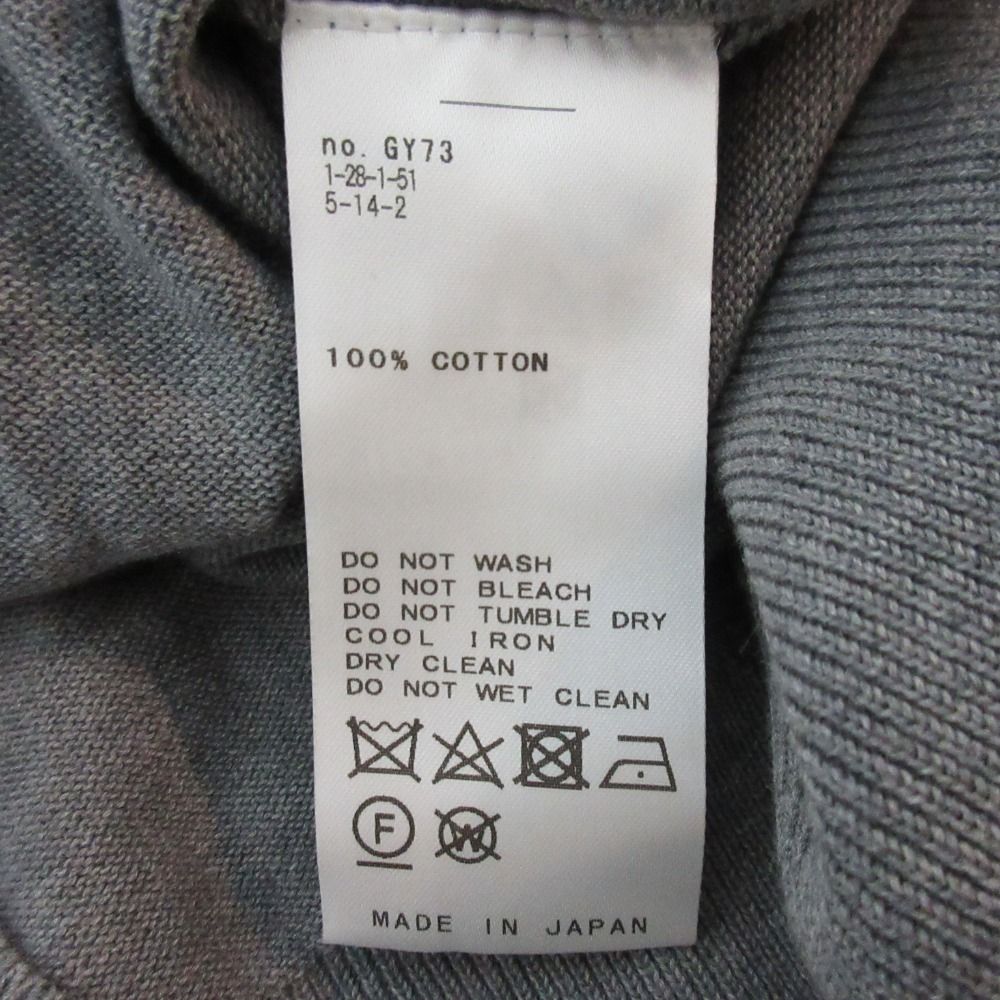 no. GY73
1-28-1-51
5-14-2
100% COTTON
DO NOT WASH
DO NOT BLEACH
DO NOT TUMBLE DRY
COOL IRON
DRY CLEAN
DO NOT WET CLEAN
F W
MADE IN JAPAN